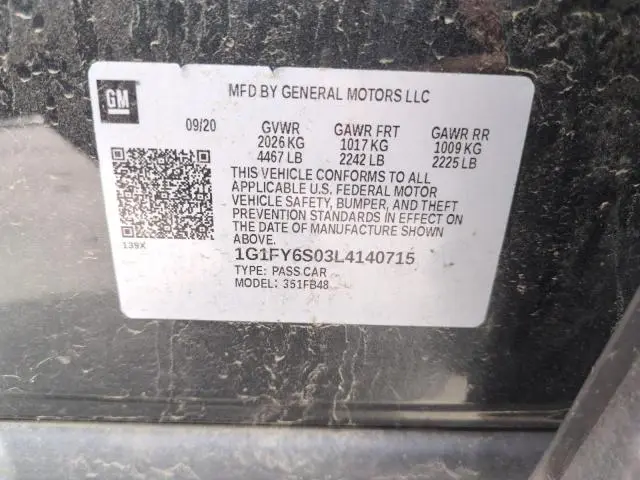 GM
MFD BY GENERAL MOTORS LLC
09/20 GVWR GAWR FRT GAWR RR
2026 KG 1017 KG 1009 KG
4467 LB 2242 LB 2225 LB
THIS VEHICLE CONFORMS TO ALL
APPLICABLE U.S. FEDERAL MOTOR
VEHICLE SAFETY, BUMPER, AND THEFT
PREVENTION STANDARDS IN EFFECT ON
THE DATE OF MANUFACTURE SHOWN
ABOVE.
139X
1G1FY6S03L4140715
TYPE: PASS CAR
MODEL: 351FB48